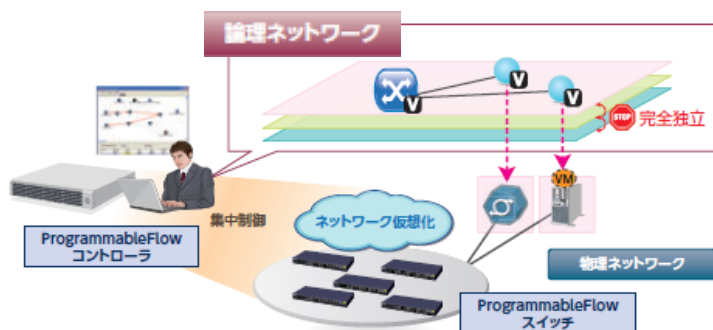 論理ネットワーク
V
V
V
STOP
完全独立
VM
集中制御
ネットワーク仮想化
ProgrammableFlow
コントローラ
物理ネットワーク
ProgrammableFlow
スイッチ